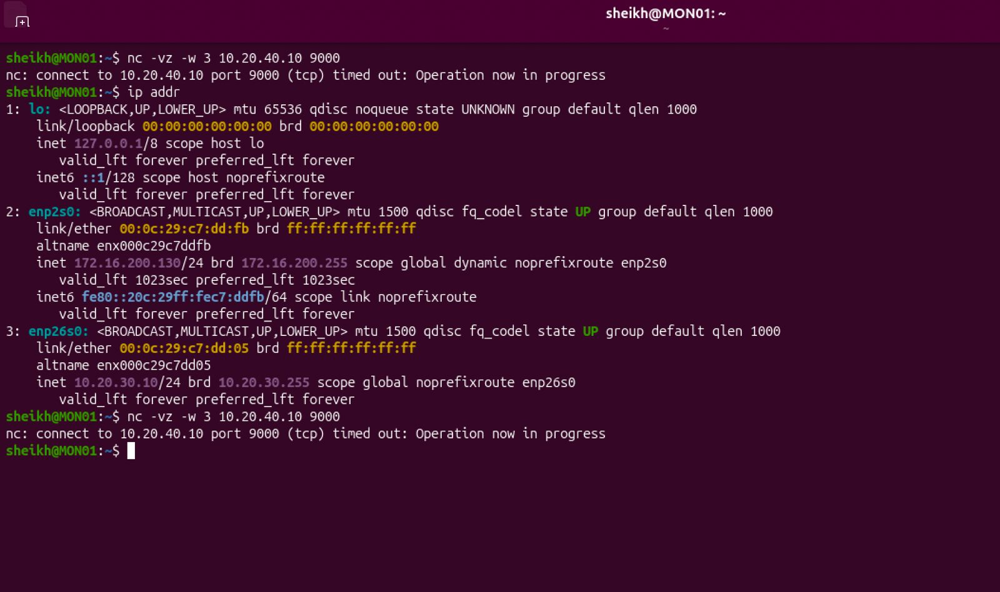 sheikh@MON01: ~
~
sheikh@MON01:~$ nc -vz -w 3 10.20.40.10 9000
nc: connect to 10.20.40.10 port 9000 (tcp) timed out: Operation now in progress
sheikh@MON01:~$ ip addr
1: lo: <LOOPBACK,UP,LOWER_UP> mtu 65536 qdisc noqueue state UNKNOWN group default qlen 1000
    link/loopback 00:00:00:00:00:00 brd 00:00:00:00:00:00
    inet 127.0.0.1/8 scope host lo
       valid_lft forever preferred_lft forever
    inet6 ::1/128 scope host noprefixroute
       valid_lft forever preferred_lft forever
2: enp2s0: <BROADCAST,MULTICAST,UP,LOWER_UP> mtu 1500 qdisc fq_codel state UP group default qlen 1000
    link/ether 00:0c:29:c7:dd:fb brd ff:ff:ff:ff:ff:ff
    altname enx000c29c7ddfb
    inet 172.16.200.130/24 brd 172.16.200.255 scope global dynamic noprefixroute enp2s0
       valid_lft 1023sec preferred_lft 1023sec
    inet6 fe80::20c:29ff:fec7:ddfb/64 scope link noprefixroute
       valid_lft forever preferred_lft forever
3: enp26s0: <BROADCAST,MULTICAST,UP,LOWER_UP> mtu 1500 qdisc fq_codel state UP group default qlen 1000
    link/ether 00:0c:29:c7:dd:05 brd ff:ff:ff:ff:ff:ff
    altname enx000c29c7dd05
    inet 10.20.30.10/24 brd 10.20.30.255 scope global noprefixroute enp26s0
       valid_lft forever preferred_lft forever
sheikh@MON01:~$ nc -vz -w 3 10.20.40.10 9000
nc: connect to 10.20.40.10 port 9000 (tcp) timed out: Operation now in progress
sheikh@MON01:~$